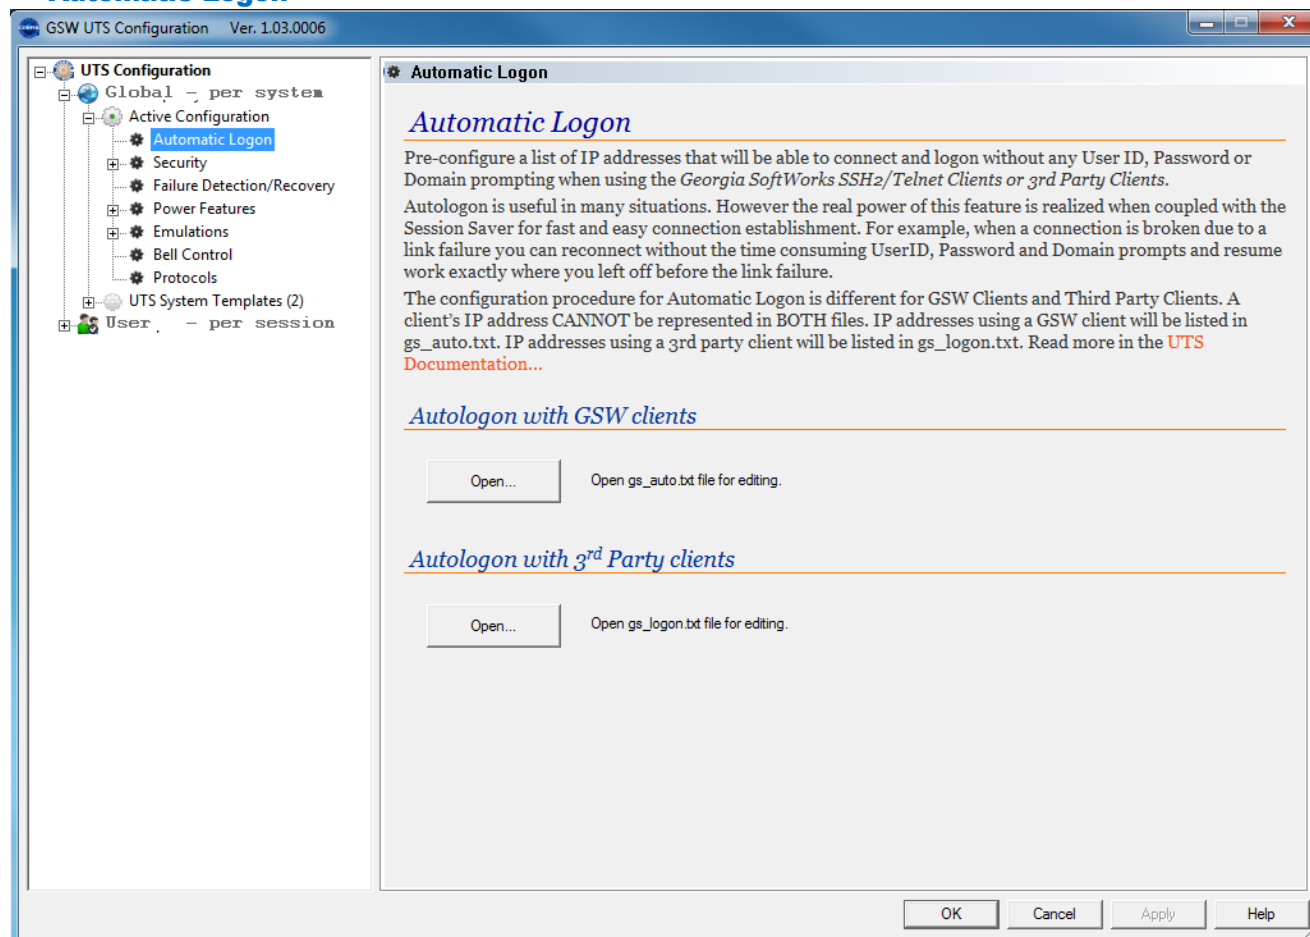 Automatic Logon
GSW UTS Configuration Ver. 1.03.0006
UTS Configuration
Global - per system
Active Configuration
Automatic Logon
Security
Failure Detection/Recovery
Power Features
Emulations
Bell Control
Protocols
UTS System Templates (2)
User - per session
Automatic Logon
Automatic Logon
Pre-configure a list of IP addresses that will be able to connect and logon without any User ID, Password or
Domain prompting when using the Georgia SoftWorks SSH2/Telnet Clients or 3rd Party Clients.
Autologon is useful in many situations. However the real power of this feature is realized when coupled with the
Session Saver for fast and easy connection establishment. For example, when a connection is broken due to a
link failure you can reconnect without the time consuming UserID, Password and Domain prompts and resume
work exactly where you left off before the link failure.
The configuration procedure for Automatic Logon is different for GSW Clients and Third Party Clients. A
client's IP address CANNOT be represented in BOTH files. IP addresses using a GSW client will be listed in
gs_auto.txt. IP addresses using a 3rd party client will be listed in gs_logon.txt. Read more in the UTS
Documentation...
Autologon with GSW clients
Open... Open gs_auto.txt file for editing.
Autologon with 3rd Party clients
Open... Open gs_logon.txt file for editing.
OK Cancel Apply Help